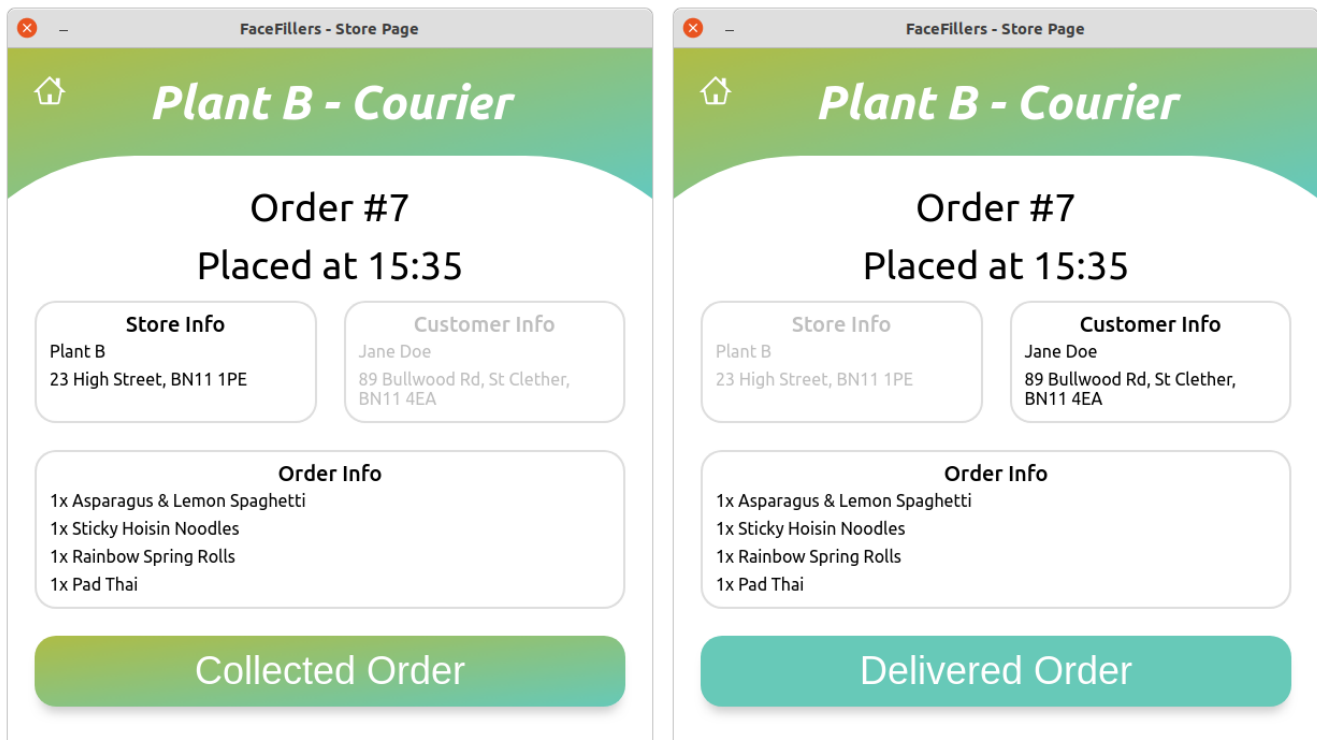 FaceFillers - Store Page
Plant B - Courier
Order #7
Placed at 15:35
Store Info
Plant B
23 High Street, BN11 1PE
Customer Info
Jane Doe
89 Bullwood Rd, St Clether,
BN11 4EA
Order Info
1x Asparagus & Lemon Spaghetti
1x Sticky Hoisin Noodles
1x Rainbow Spring Rolls
1x Pad Thai
Collected Order
FaceFillers - Store Page
Plant B - Courier
Order #7
Placed at 15:35
Store Info
Plant B
23 High Street, BN11 1PE
Customer Info
Jane Doe
89 Bullwood Rd, St Clether,
BN11 4EA
Order Info
1x Asparagus & Lemon Spaghetti
1x Sticky Hoisin Noodles
1x Rainbow Spring Rolls
1x Pad Thai
Delivered Order